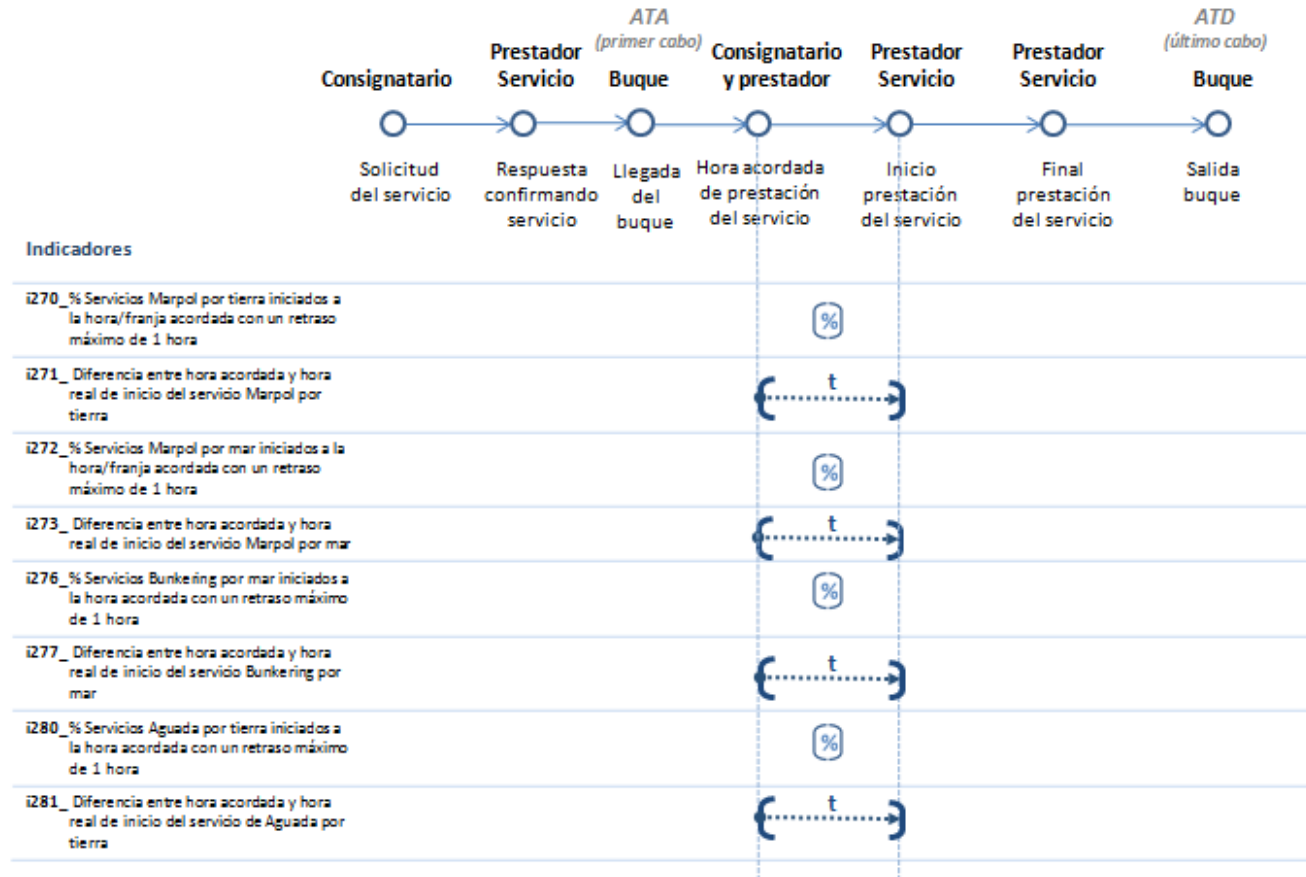 ATA
(primer cabo)
ATD
(último cabo)
Consignatario
Prestador
Servicio
Buque
Consignatario
y prestador
Prestador
Servicio
Prestador
Servicio
Buque
Solicitud
del servicio
Respuesta
confirmando
servicio
Llegada
del
buque
Hora acordada
de prestación
del servicio
Inicio
prestación
del servicio
Final
prestación
del servicio
Salida
buque
Indicadores
i270_% Servicios Marpol por tierra iniciados a
la hora/franja acordada con un retraso
máximo de 1 hora
%
i271_ Diferencia entre hora acordada y hora
real de inicio del servicio Marpol por
tierra
t
i272_% Servicios Marpol por mar iniciados a la
hora/franja acordada con un retraso
máximo de 1 hora
%
i273_ Diferencia entre hora acordada y hora
real de inicio del servicio Marpol por mar
t
i276_% Servicios Bunkering por mar iniciados a
la hora acordada con un retraso máximo
de 1 hora
%
i277_ Diferencia entre hora acordada y hora
real de inicio del servicio Bunkering por
mar
t
i280_% Servicios Aguada por tierra iniciados a
la hora acordada con un retraso máximo
de 1 hora
%
i281_ Diferencia entre hora acordada y hora
real de inicio del servicio de Aguada por
tierra
t